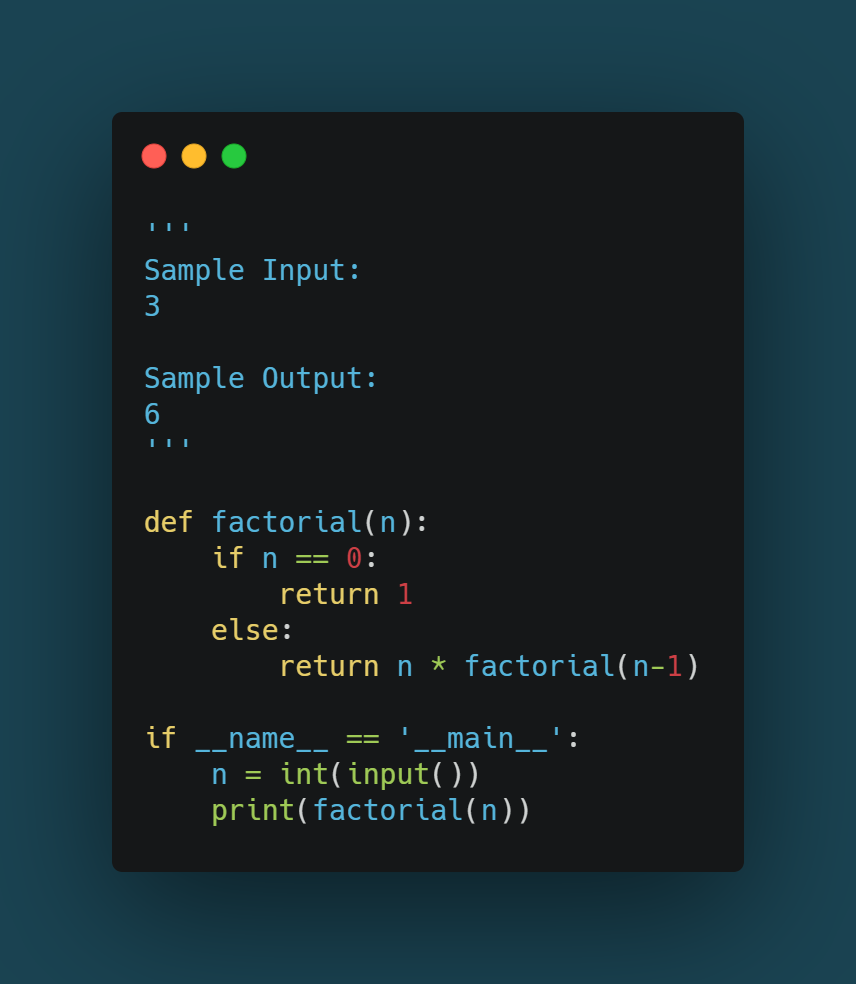 '''
Sample Input:
3

Sample Output:
6
'''

def factorial(n):
    if n == 0:
        return 1
    else:
        return n * factorial(n-1)

if __name__ == '__main__':
    n = int(input())
    print(factorial(n))